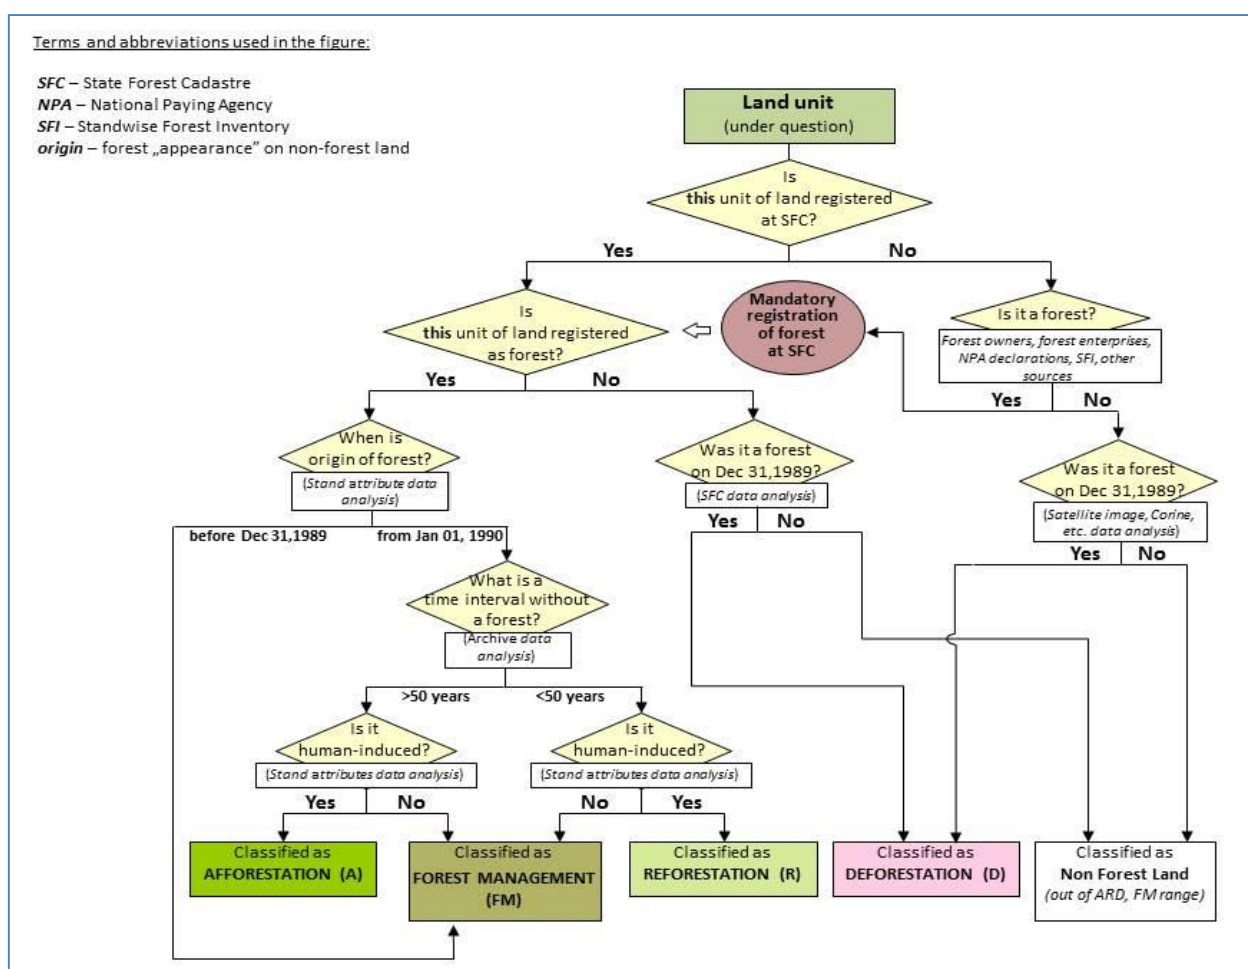 Terms and abbreviations used in the figure:
SFC – State Forest Cadastre
NPA – National Paying Agency
SFI – Standwise Forest Inventory
origin – forest „appearance” on non-forest land
Land unit
(under question)
Is
this unit of land registered
at SFC?
Yes
No
Is
this unit of land registered
as forest?
Mandatory
registration
of forest
at SFC
Is it a forest?
Forest owners, forest enterprises,
NPA declarations, SFI, other
sources
Yes
No
Yes
No
When is
origin of forest?
(Stand attribute data
analysis)
Was it a forest
on Dec 31,1989?
(SFC data analysis)
Was it a forest
on Dec 31,1989?
(Satellite image, Corine,
etc. data analysis)
before Dec 31,1989
from Jan 01, 1990
Yes
No
Yes
No
What is a
time interval without
a forest?
(Archive data
analysis)
>50 years
<50 years
Is it
human-induced?
(Stand attributes data analysis)
Is it
human-induced?
(Stand attributes data analysis)
Yes
No
No
Yes
Classified as
AFFORESTATION (A)
Classified as
FOREST MANAGEMENT
(FM)
Classified as
REFORESTATION (R)
Classified as
DEFORESTATION (D)
Classified as
Non Forest Land
(out of ARD, FM range)